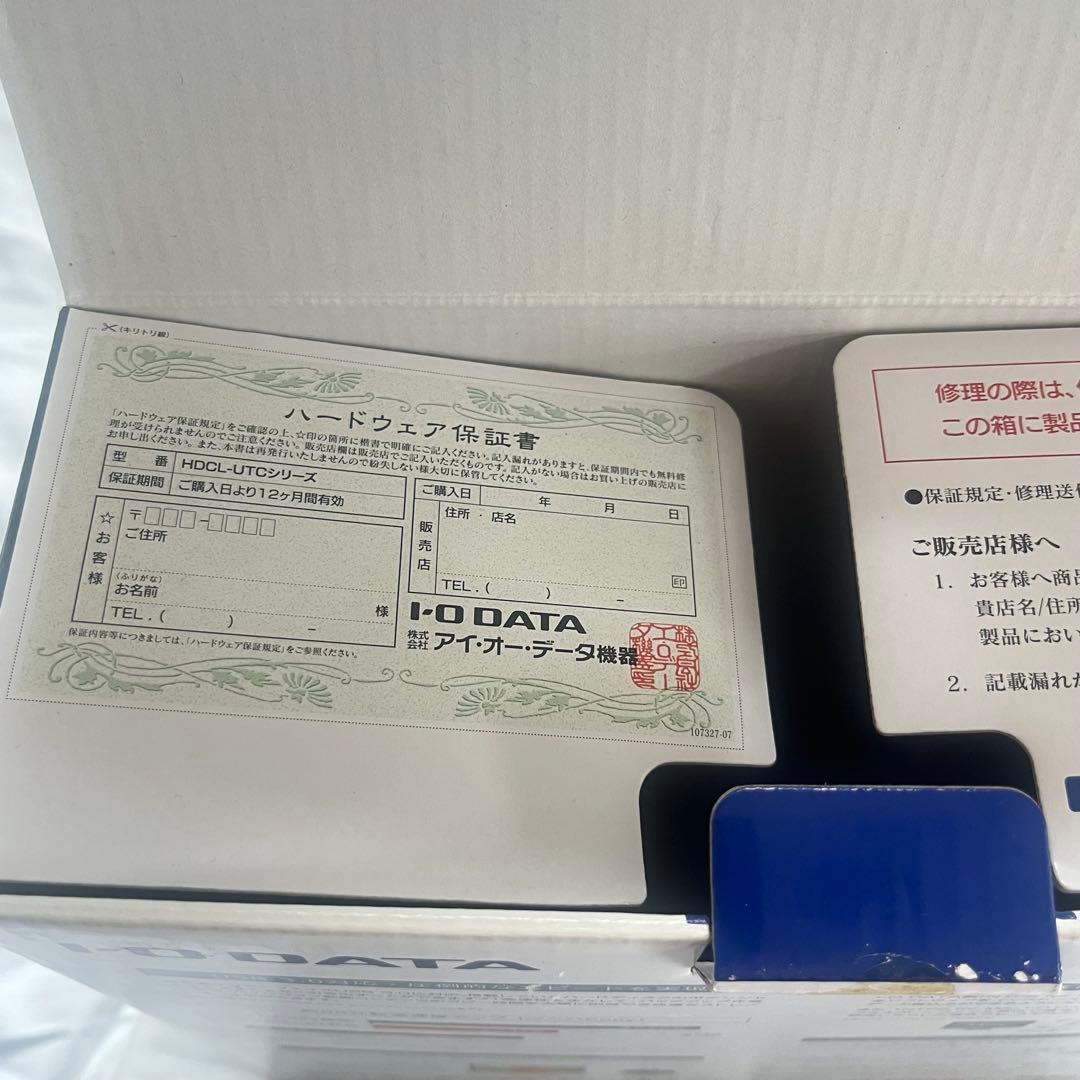 (キリトリ線)
ハードウェア保証書
「ハードウェア保証規定」をご確認の上、☆印の箇所に楷書で明確にご記入ください。記入漏れがありますと、保証期間内でも無料修
理が受けられませんのでご注意ください。販売店欄は販売店でご記入いただくものです。記入がない場合はお買い上げの販売店に
お申し出ください。また、本書は再発行いたしませんので紛失しない様大切に保管してください。
型 番 HDCL-UTCシリーズ
保証期間 ご購入日より12ヶ月間有効
☆お客様
〒□□□-□□□□
ご住所
(ふりがな)
お名前 様
TEL. ( ) －
ご購入日 年 月 日
販売店
住所・店名
印
TEL. ( ) －
保証内容等につきましては、「ハードウェア保証規定」をご参照ください。
I-O DATA
株式会社 アイ・オー・データ機器
107327-07
修理の際は、
この箱に製品
●保証規定・修理送付
ご販売店様へ
1. お客様へ商品
貴店名/住所
製品におい
2. 記載漏れが
I-O DATA